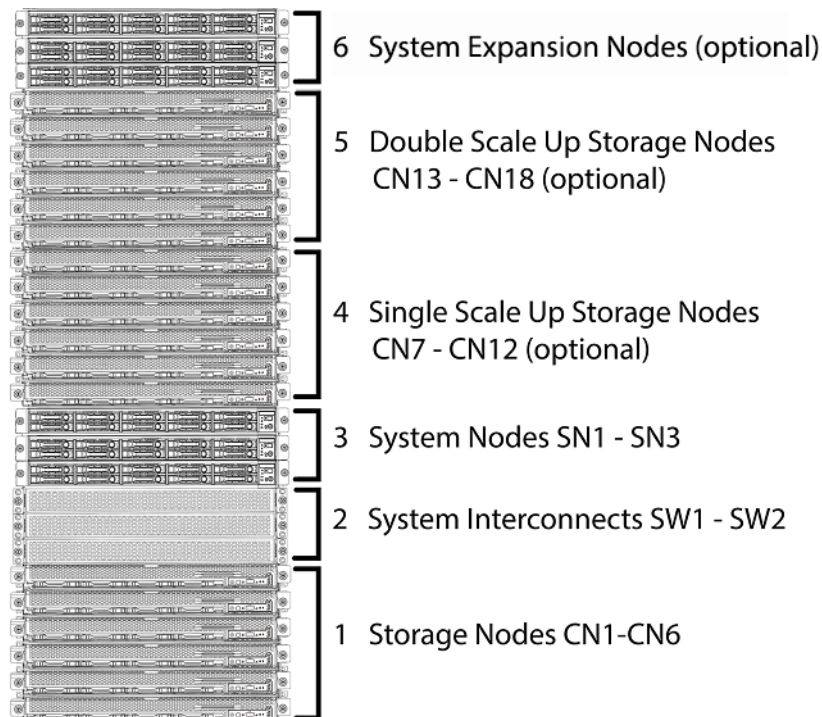 6 System Expansion Nodes (optional)
5 Double Scale Up Storage Nodes
CN13 - CN18 (optional)
4 Single Scale Up Storage Nodes
CN7 - CN12 (optional)
3 System Nodes SN1 - SN3
2 System Interconnects SW1 - SW2
1 Storage Nodes CN1-CN6